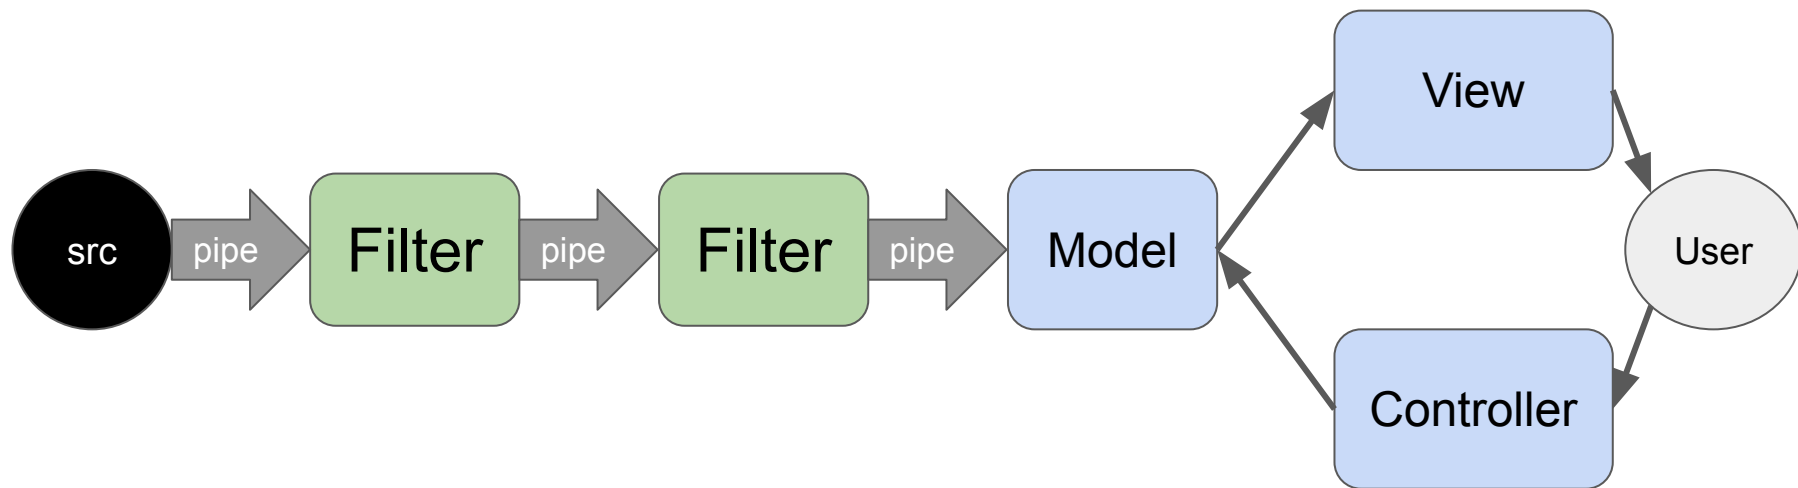 src
pipe
Filter
pipe
Filter
pipe
Model
View
Controller
User